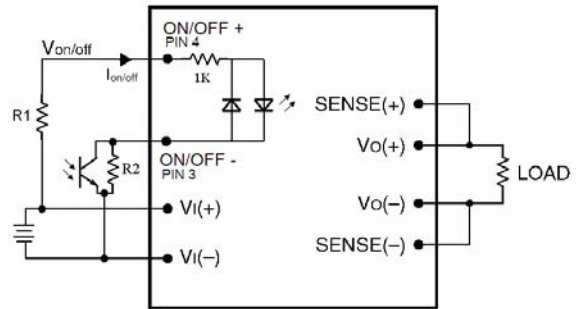 ON/OFF +
PIN 4
Von/off
Ion/off
1K
R1
SENSE(+)
VO(+)
LOAD
ON/OFF -
PIN 3
R2
VI(+)
VO(–)
VI(–)
SENSE(–)